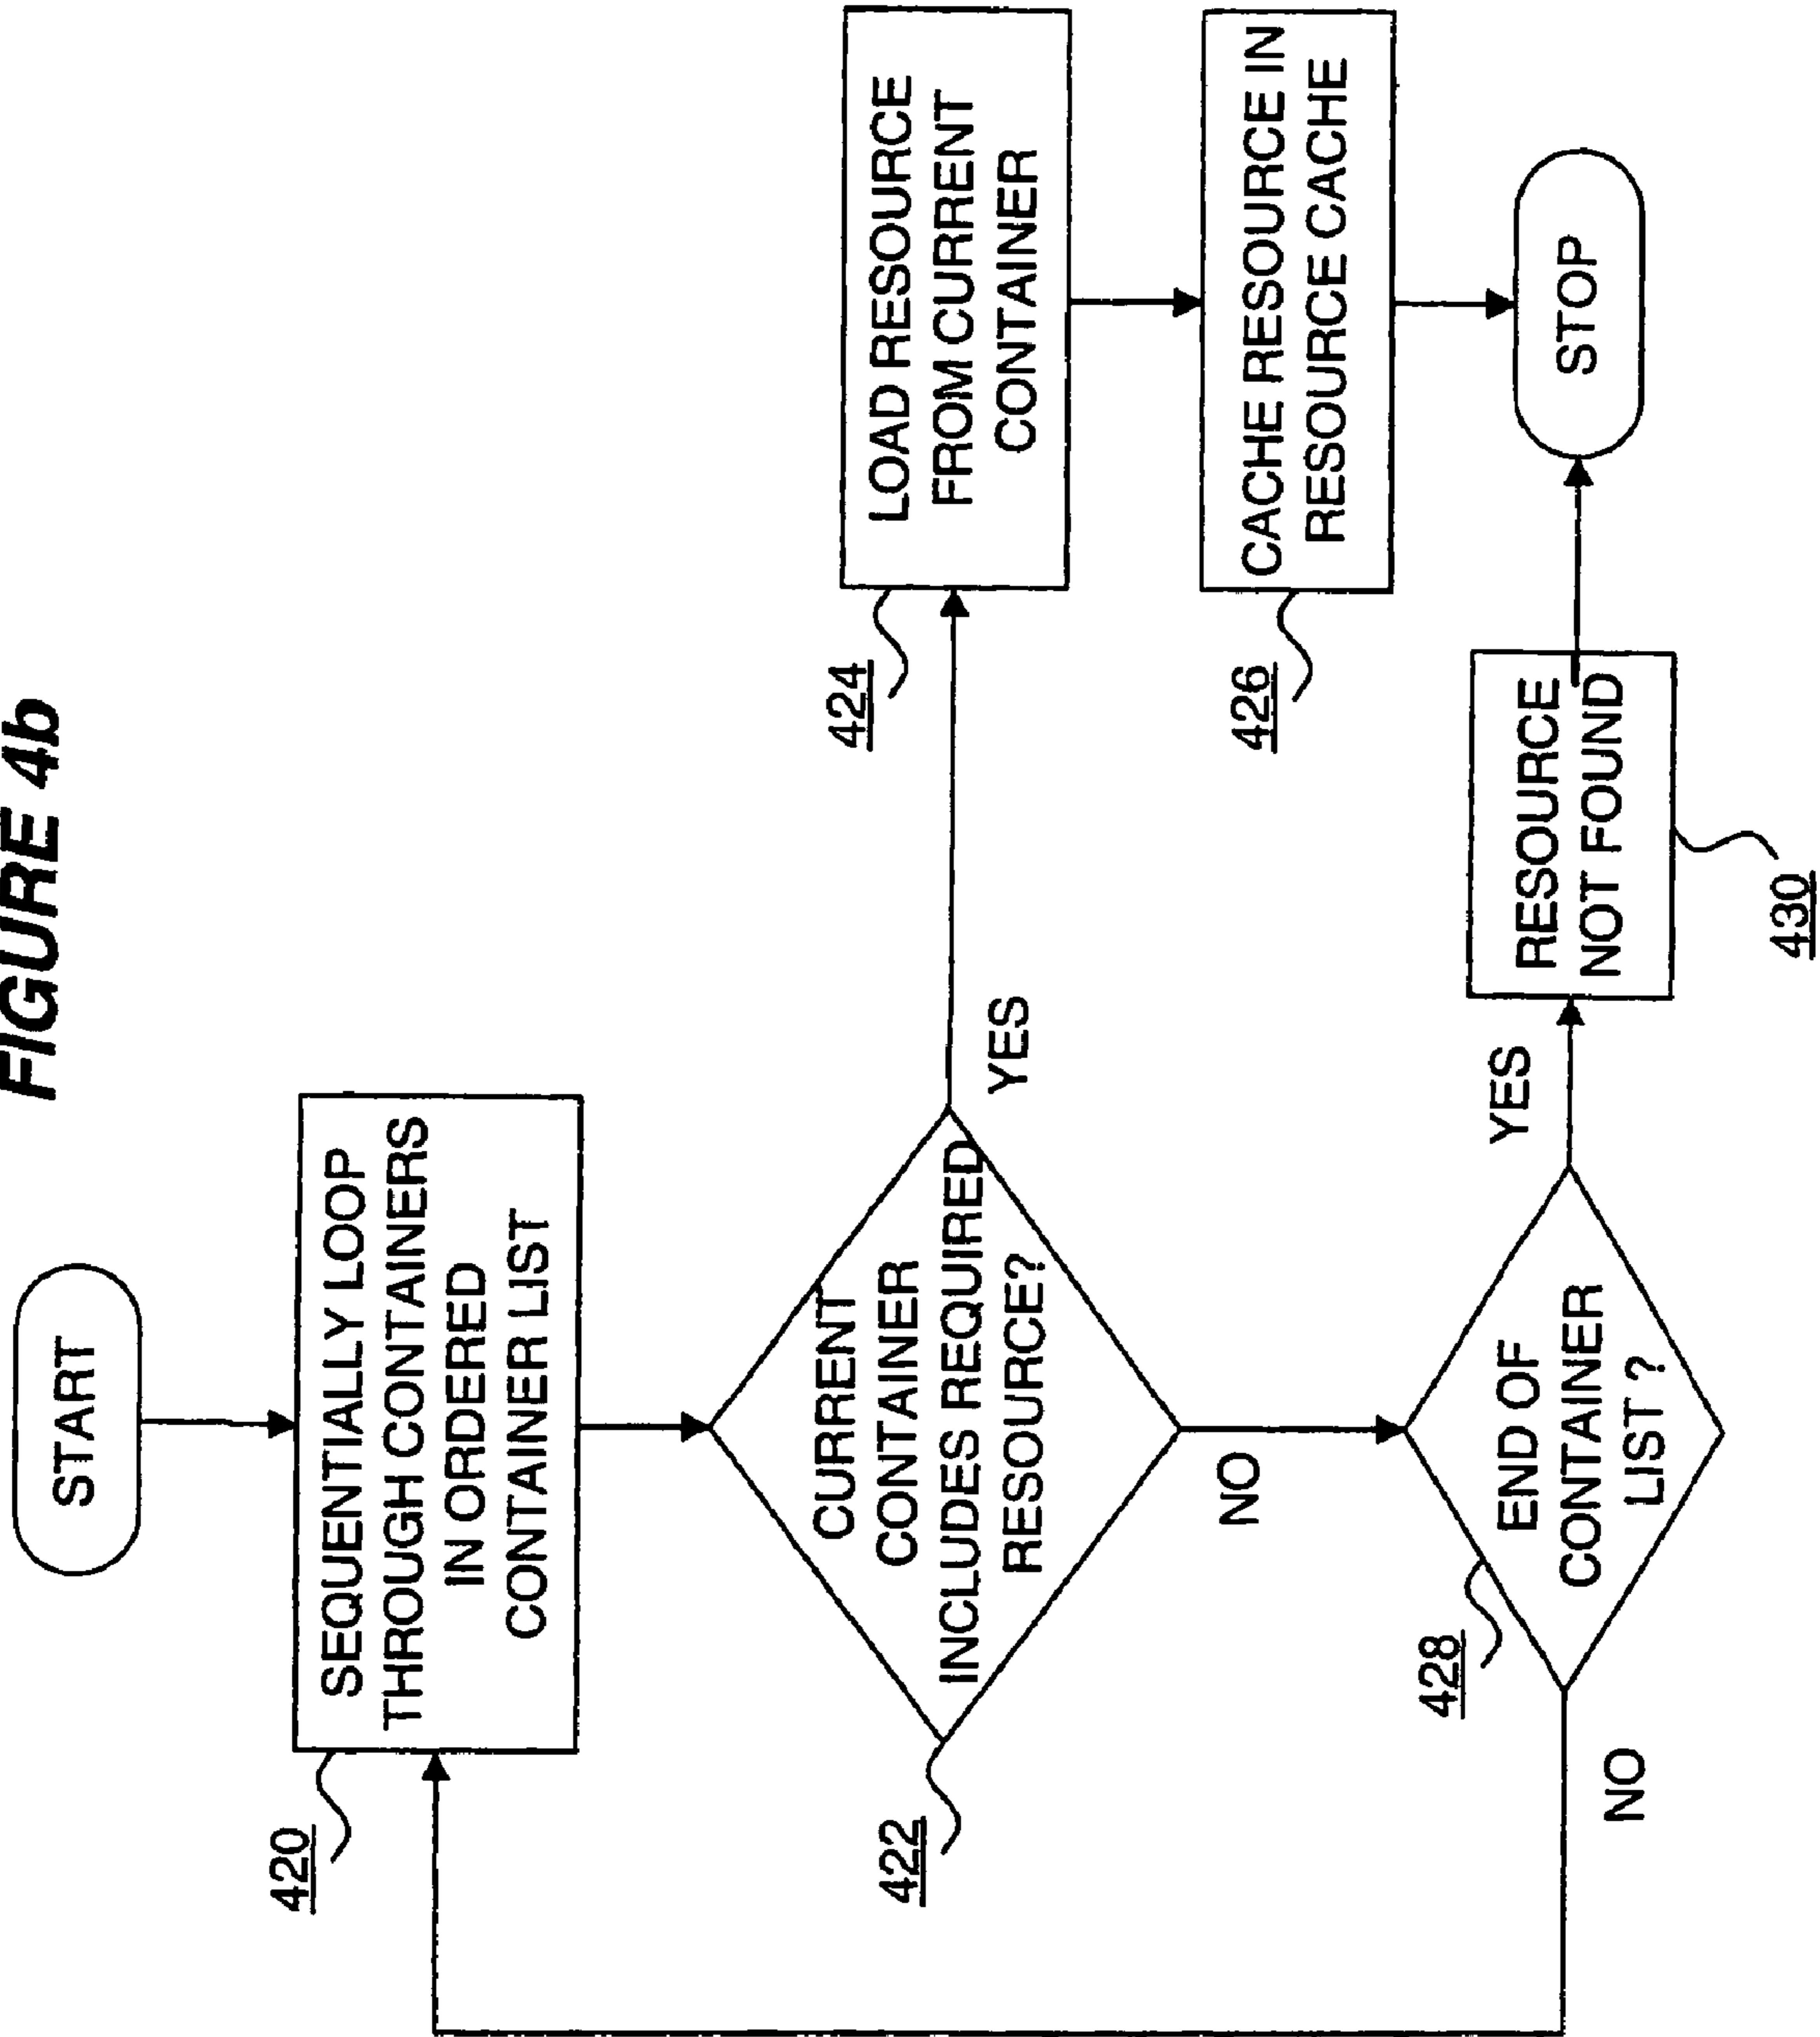 FIGURE 4b
START
420
SEQUENTIALLY LOOP
THROUGH CONTAINERS
IN ORDERED
CONTAINER LIST
422
CURRENT
CONTAINER
INCLUDES REQUIRED
RESOURCE?
YES
NO
424
LOAD RESOURCE
FROM CURRENT
CONTAINER
426
CACHE RESOURCE IN
RESOURCE CACHE
428
END OF
CONTAINER
LIST ?
YES
NO
RESOURCE
NOT FOUND
430
STOP